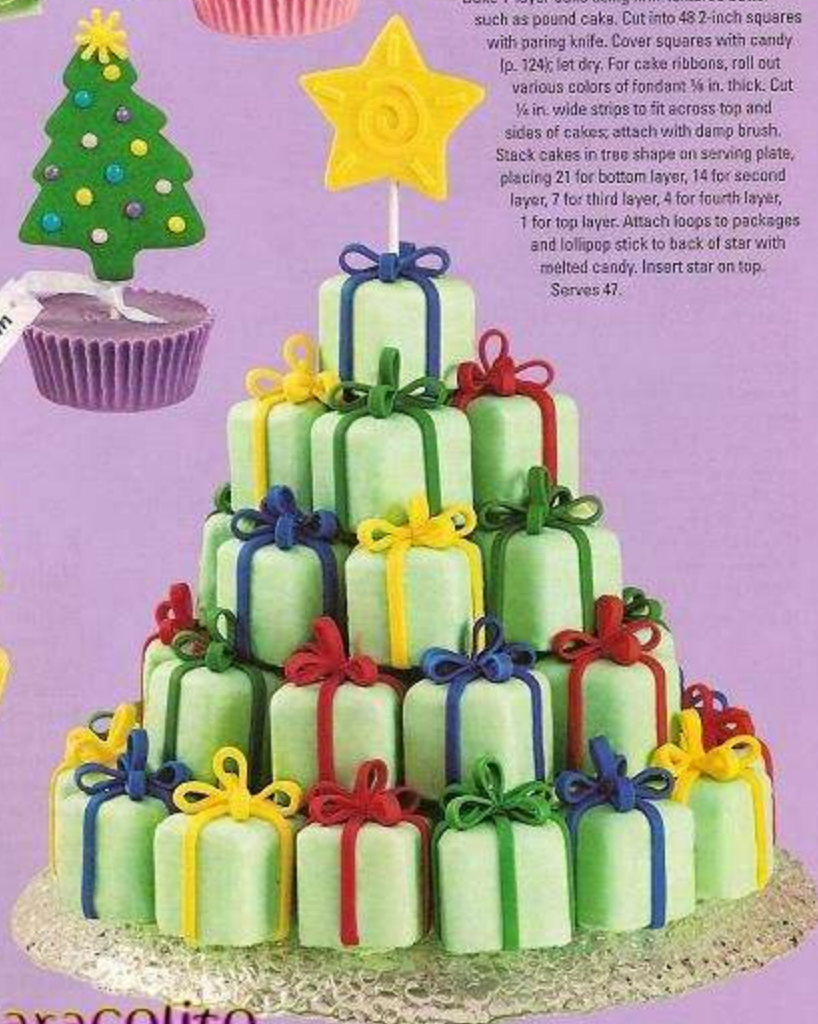 such as pound cake. Cut into 48 2-inch squares
with paring knife. Cover squares with candy
(p. 124); let dry. For cake ribbons, roll out
various colors of fondant ⅛ in. thick. Cut
¼ in. wide strips to fit across top and
sides of cakes; attach with damp brush.
Stack cakes in tree shape on serving plate,
placing 21 for bottom layer, 14 for second
layer, 7 for third layer, 4 for fourth layer,
1 for top layer. Attach loops to packages
and lollipop stick to back of star with
melted candy. Insert star on top.
Serves 47.
aracolito